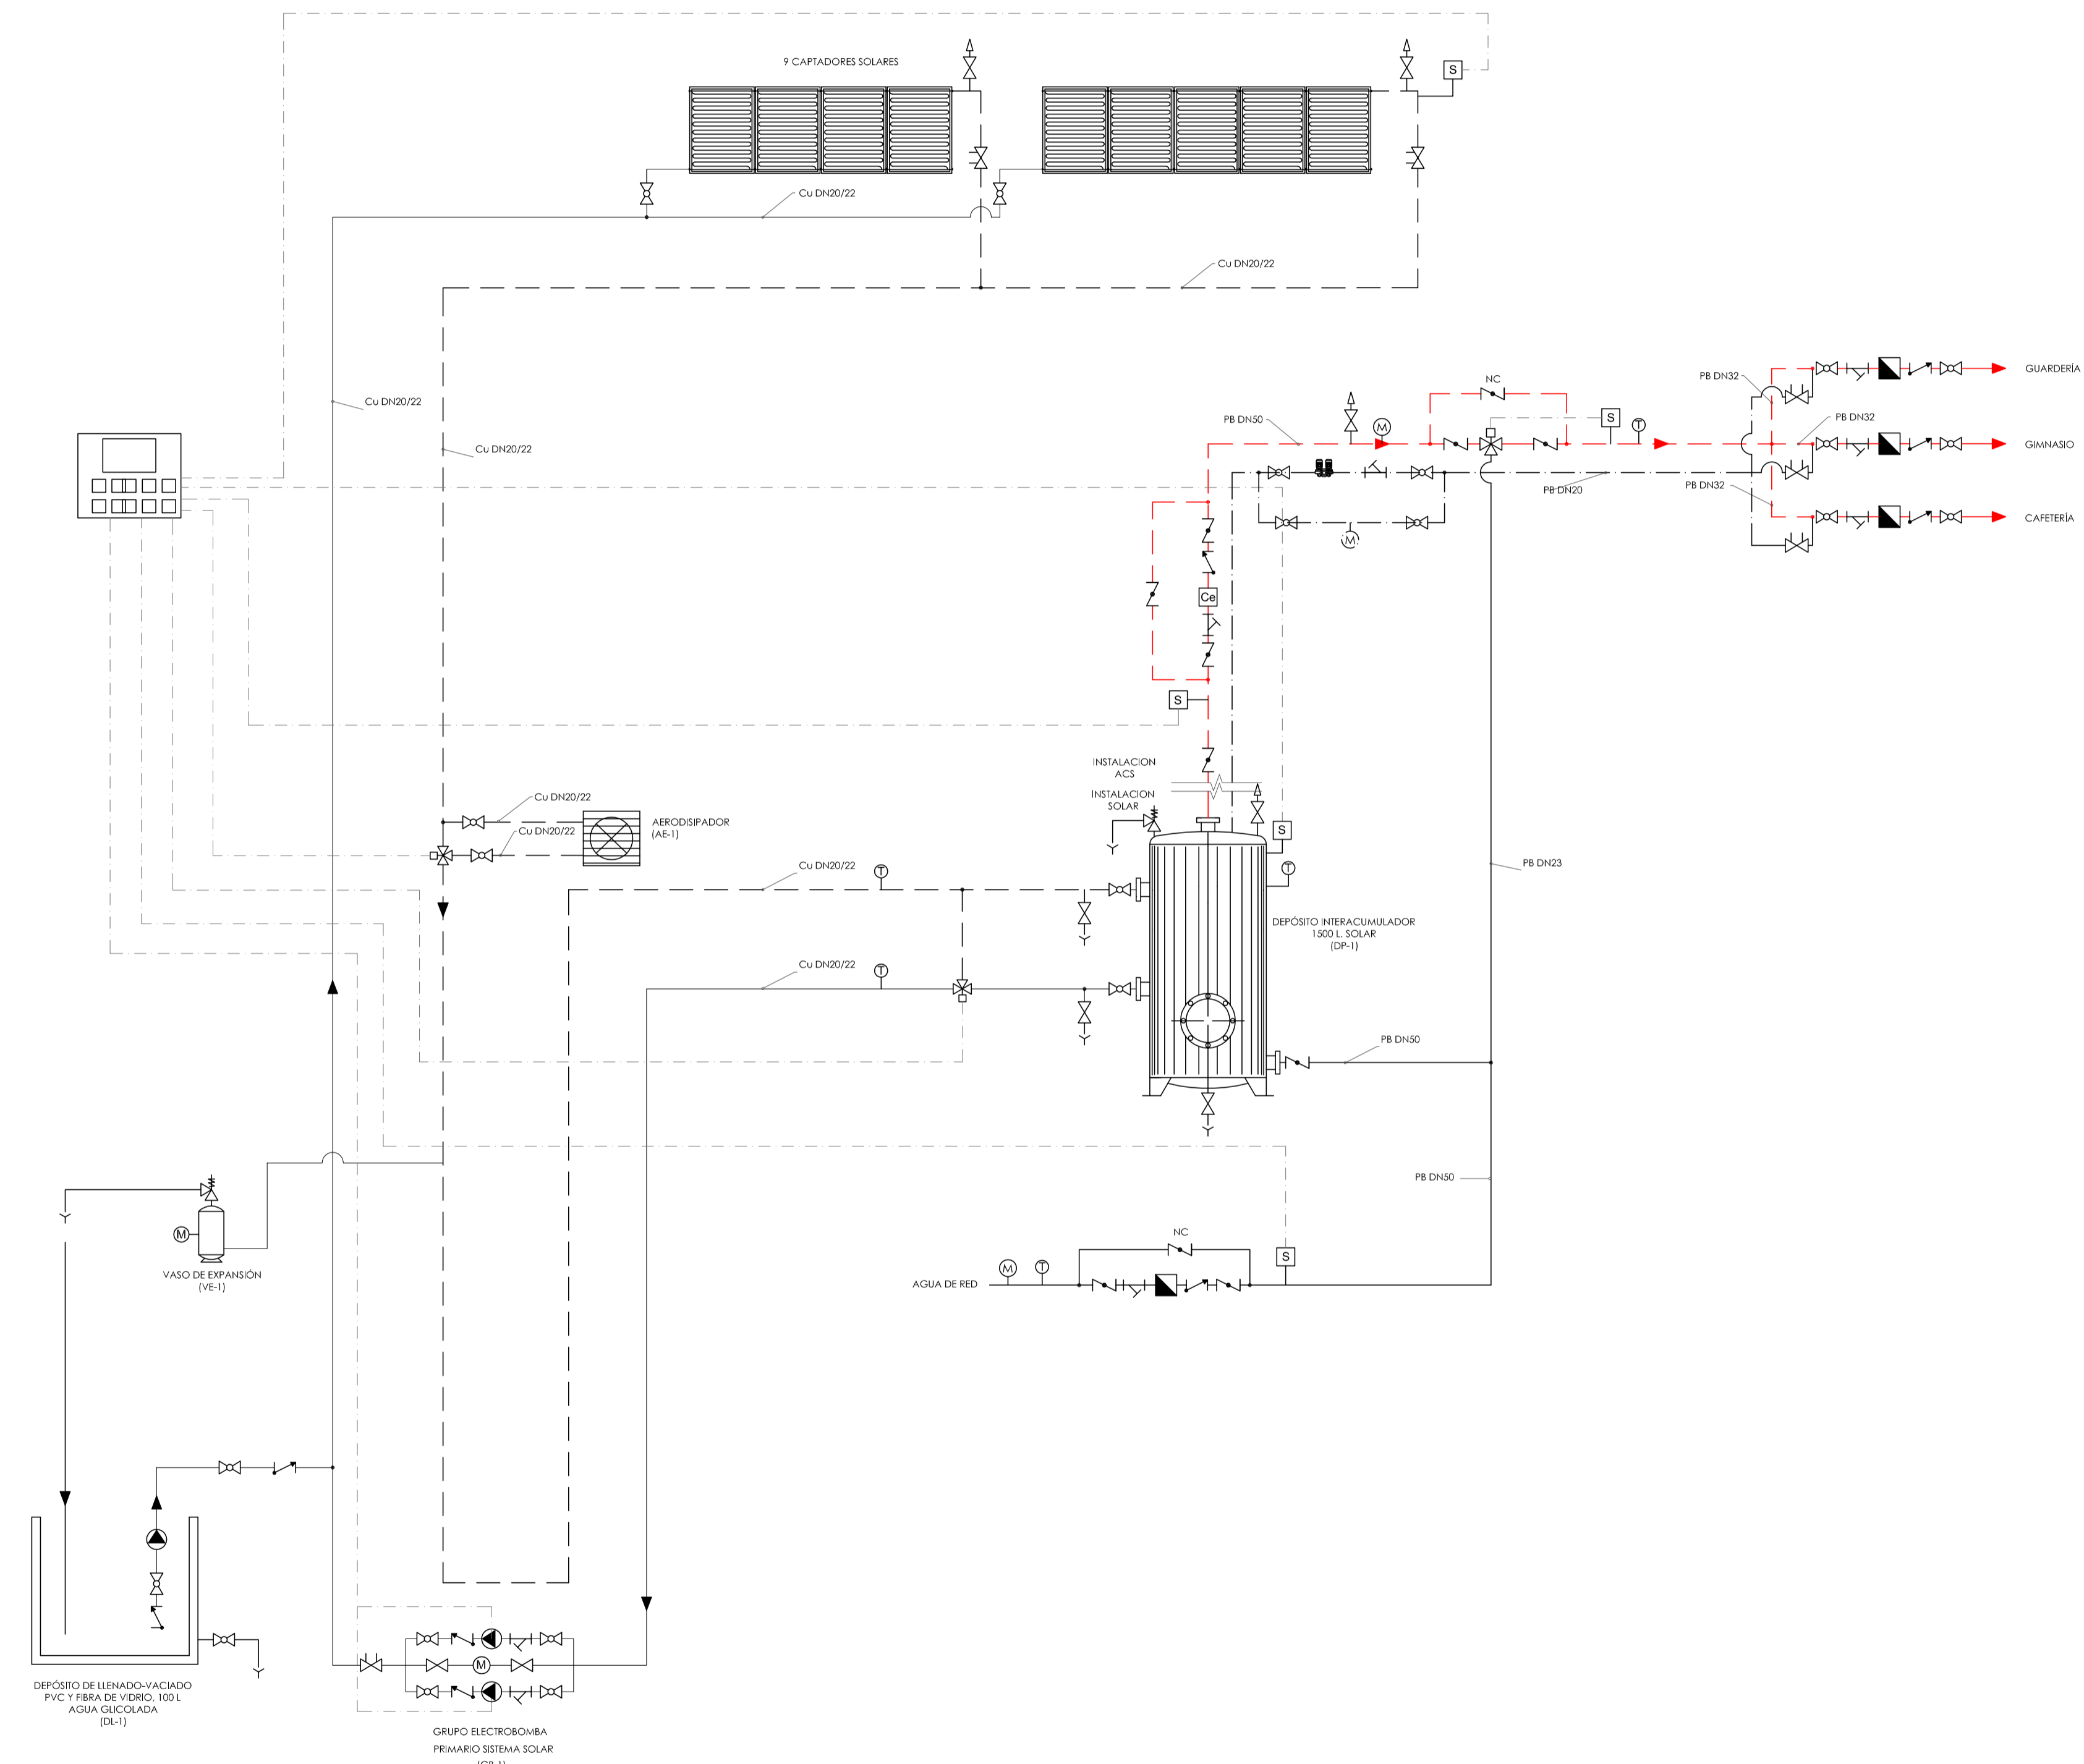 9 CAPTADORES SOLARES
S
Cu DN20/22
Cu DN20/22
Cu DN20/22
Cu DN20/22
PB DN32
GUARDERÍA
NC
PB DN50
M
S
T
PB DN32
GIMNASIO
PB DN20
PB DN32
CAFETERÍA
M
Ce
S
INSTALACION
ACS
INSTALACION
SOLAR
Cu DN20/22
Cu DN20/22
AERODISIPADOR
(AE-1)
S
T
PB DN23
Cu DN20/22
T
DEPÓSITO INTERACUMULADOR
1500 L. SOLAR
(DP-1)
Cu DN20/22
T
PB DN50
PB DN50
M
VASO DE EXPANSIÓN
(VE-1)
NC
S
M
T
AGUA DE RED
M
DEPÓSITO DE LLENADO-VACIADO
PVC Y FIBRA DE VIDRIO, 100 L
AGUA GLICOLADA
(DL-1)
GRUPO ELECTROBOMBA
PRIMARIO SISTEMA SOLAR